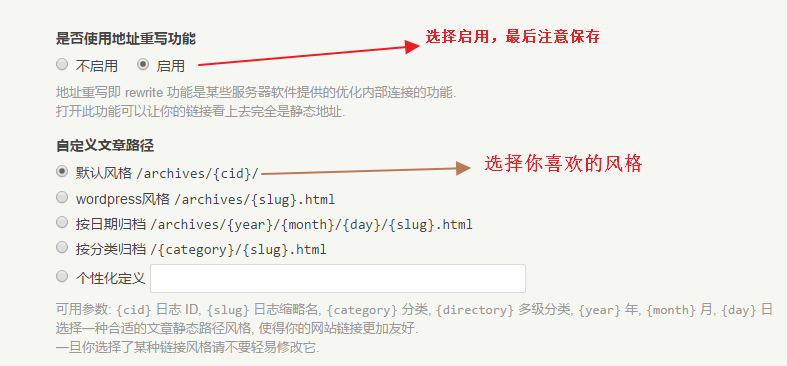 是否使用地址重写功能
选择启用，最后注意保存
不启用 启用
地址重写即 rewrite 功能是某些服务器软件提供的优化内部连接的功能.
打开此功能可以让你的链接看上去完全是静态地址.
自定义文章路径
默认风格 /archives/{cid}/
选择你喜欢的风格
wordpress风格 /archives/{slug}.html
按日期归档 /archives/{year}/{month}/{day}/{slug}.html
按分类归档 /{category}/{slug}.html
个性化定义
可用参数: {cid} 日志 ID, {slug} 日志缩略名, {category} 分类, {directory} 多级分类, {year} 年, {month} 月, {day} 日
选择一种合适的文章静态路径风格, 使得你的网站链接更加友好.
一旦你选择了某种链接风格请不要轻易修改它.